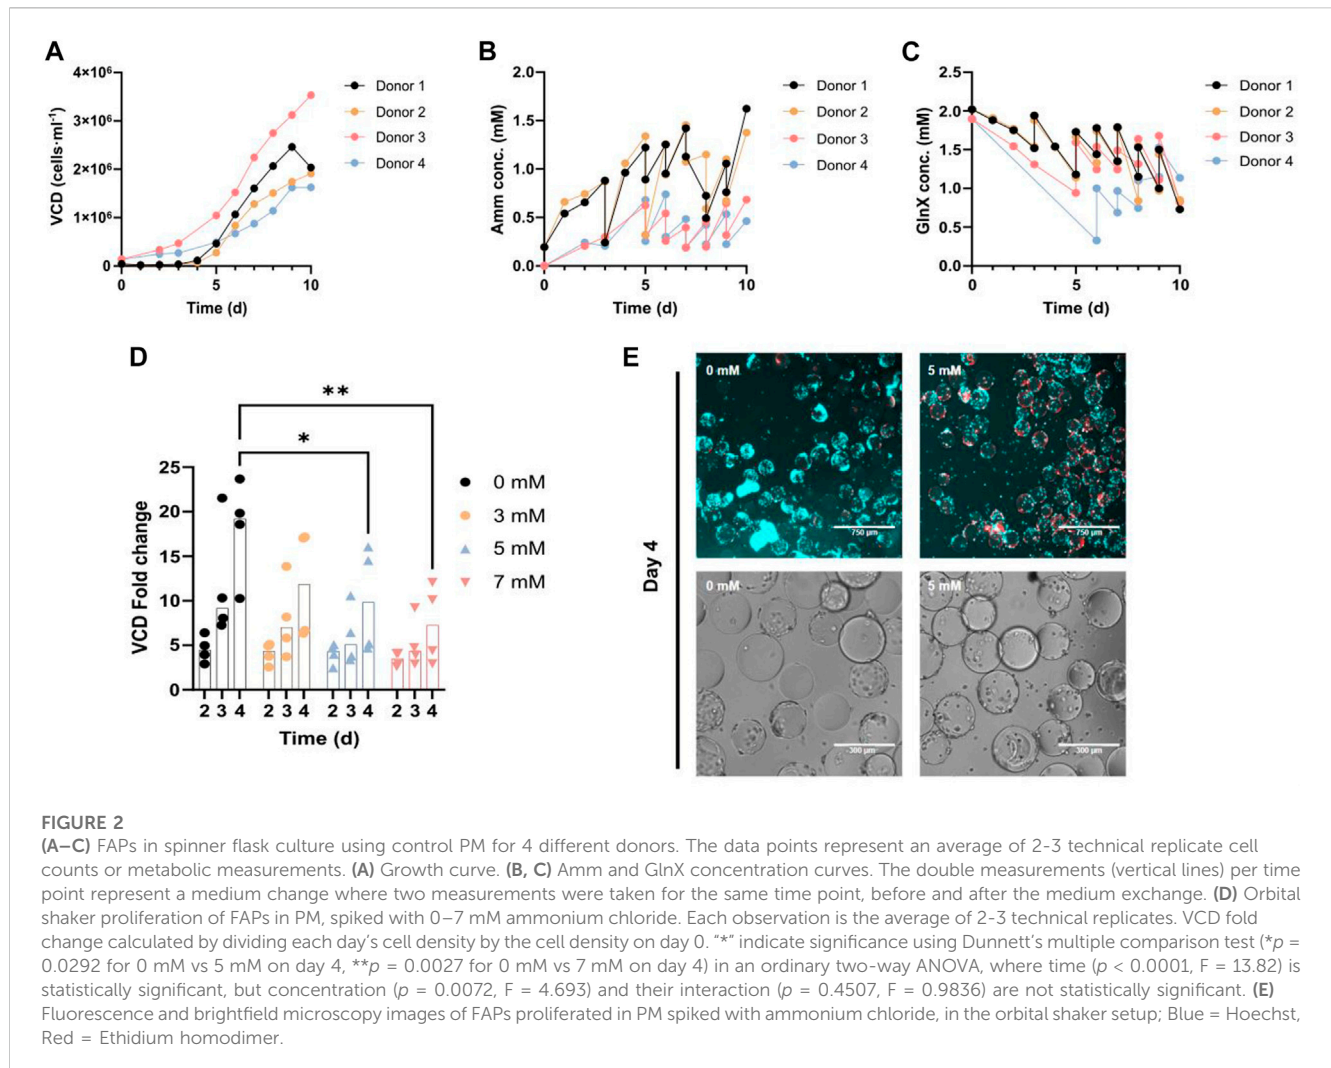 A
4×10⁶
3×10⁶
2×10⁶
1×10⁶
0
VCD (cells·ml⁻¹)
0 5 10
Time (d)
Donor 1
Donor 2
Donor 3
Donor 4
B
2.0
1.5
1.0
0.5
0.0
Amm conc. (mM)
0 5 10
Time (d)
Donor 1
Donor 2
Donor 3
Donor 4
C
2.5
2.0
1.5
1.0
0.5
0.0
GlnX conc. (mM)
0 5 10
Time (d)
Donor 1
Donor 2
Donor 3
Donor 4
D
**
*
25
20
15
10
5
0
VCD Fold change
2 3 4 2 3 4 2 3 4 2 3 4
Time (d)
0 mM
3 mM
5 mM
7 mM
E
Day 4
0 mM
750 µm
5 mM
750 µm
0 mM
300 µm
5 mM
300 µm
FIGURE 2
(A–C) FAPs in spinner flask culture using control PM for 4 different donors. The data points represent an average of 2-3 technical replicate cell
counts or metabolic measurements. (A) Growth curve. (B, C) Amm and GlnX concentration curves. The double measurements (vertical lines) per time
point represent a medium change where two measurements were taken for the same time point, before and after the medium exchange. (D) Orbital
shaker proliferation of FAPs in PM, spiked with 0–7 mM ammonium chloride. Each observation is the average of 2-3 technical replicates. VCD fold
change calculated by dividing each day's cell density by the cell density on day 0. "*" indicate significance using Dunnett's multiple comparison test (*p =
0.0292 for 0 mM vs 5 mM on day 4, **p = 0.0027 for 0 mM vs 7 mM on day 4) in an ordinary two-way ANOVA, where time (p < 0.0001, F = 13.82) is
statistically significant, but concentration (p = 0.0072, F = 4.693) and their interaction (p = 0.4507, F = 0.9836) are not statistically significant. (E)
Fluorescence and brightfield microscopy images of FAPs proliferated in PM spiked with ammonium chloride, in the orbital shaker setup; Blue = Hoechst,
Red = Ethidium homodimer.